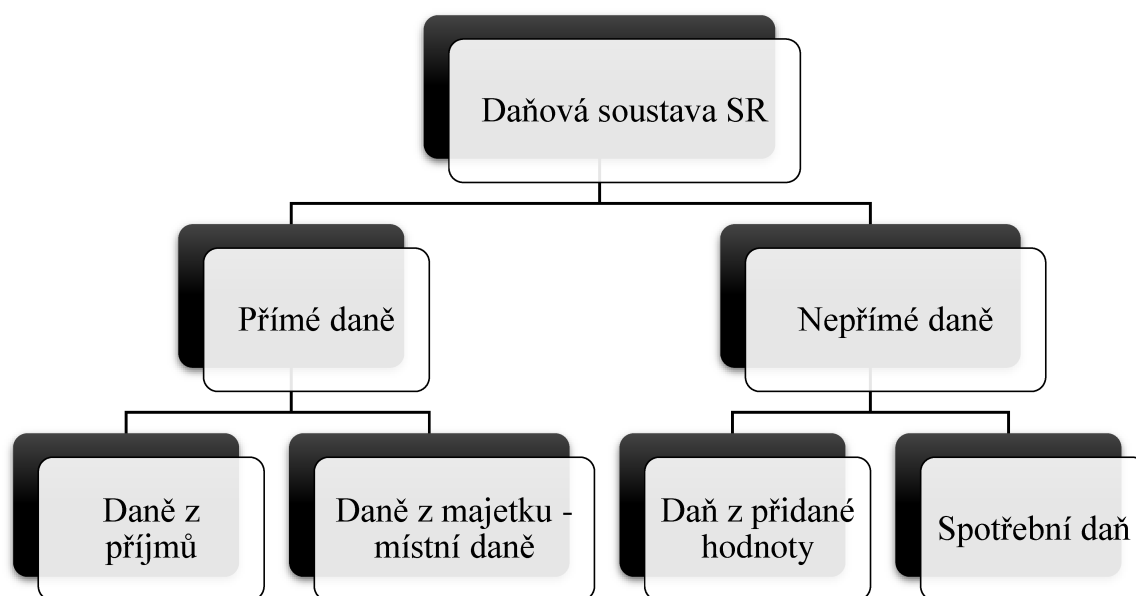 Daňová soustava SR
Přímé daně
Nepřímé daně
Daně z
příjmů
Daně z majetku -
místní daně
Daň z přidané
hodnoty
Spotřební daň